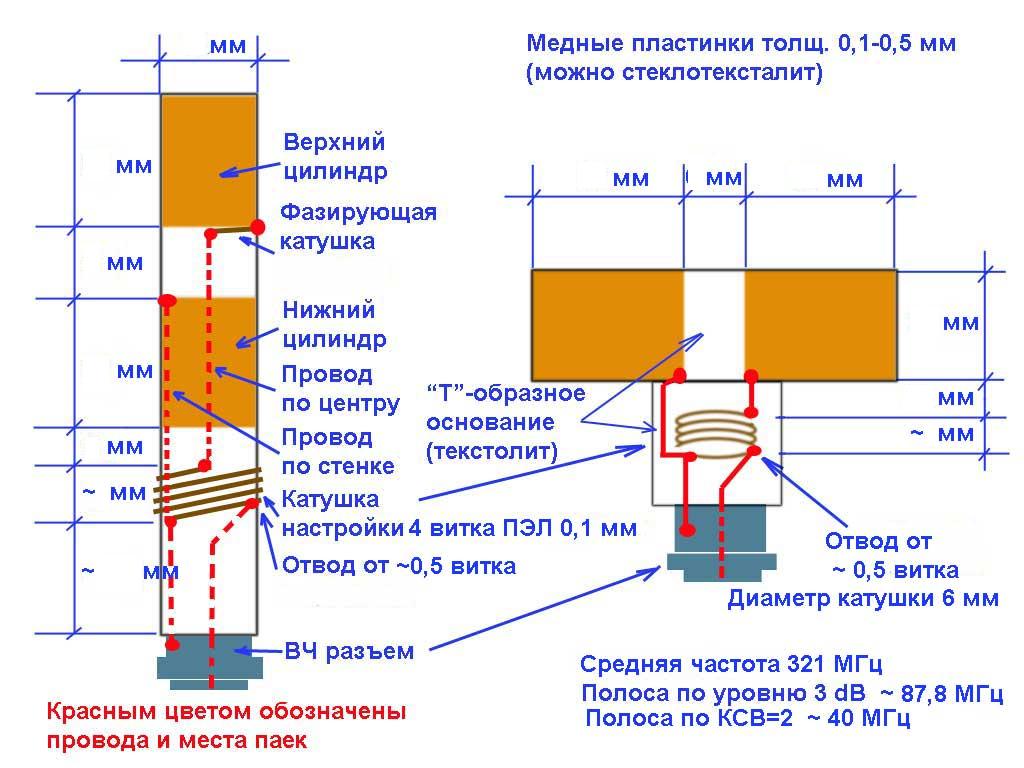 мм
Медные пластинки толщ. 0,1-0,5 мм
(можно стеклотексталит)
Верхний
цилиндр
мм
Фазирующая
катушка
мм
Нижний
цилиндр
мм
Провод
по центру
Провод
по стенке
мм
~ мм
Катушка
настройки 4 витка ПЭЛ 0,1 мм
Отвод от ~0,5 витка
~ мм
ВЧ разъем
Красным цветом обозначены
провода и места паек
мм
мм
мм
мм
“Т”-образное
основание
(текстолит)
мм
~ мм
Отвод от
~ 0,5 витка
Диаметр катушки 6 мм
Средняя частота 321 МГц
Полоса по уровню 3 dB ~ 87,8 МГц
Полоса по КСВ=2 ~ 40 МГц